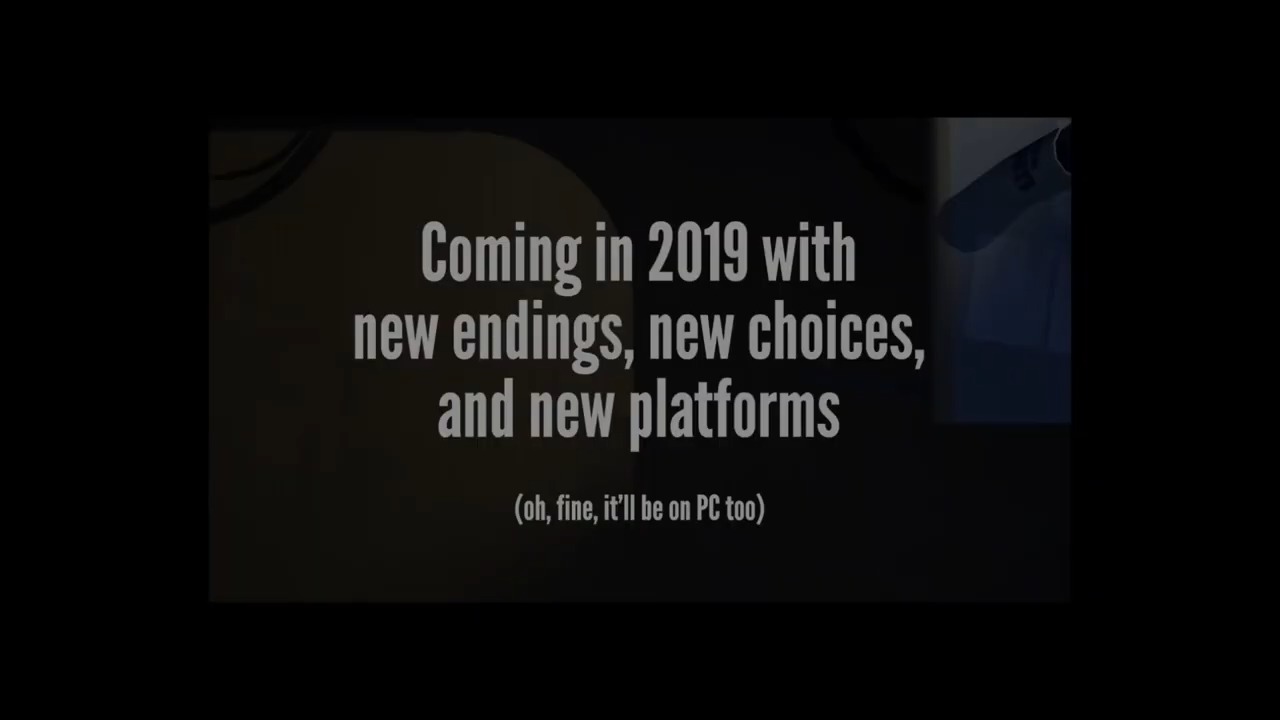 Coming in 2019 with
new endings, new choices,
and new platforms
(oh, fine, it'll be on PC too)